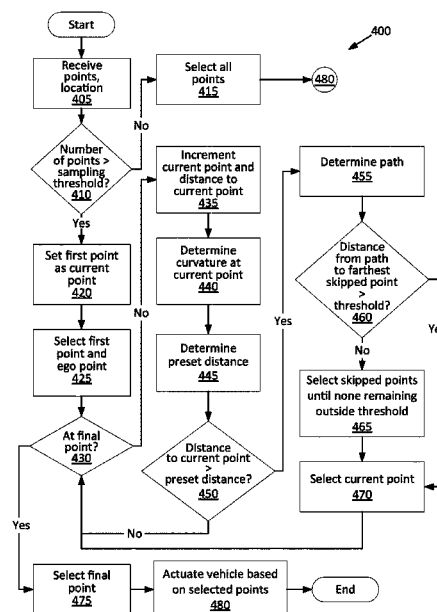 Start
400
Receive
points,
location
405
Select all
points
415
480
No
Number
of points >
sampling
threshold?
410
Yes
Set first point
as current
point
420
Select first
point and
ego point
425
At final
point?
430
No
Increment
current point and
distance to
current point
435
Determine
curvature at
current point
440
Determine
preset distance
445
Distance
to current point >
preset distance?
450
No
Yes
Determine path
455
Distance
from path
to farthest
skipped point
> threshold?
460
No
Select skipped
points until none
remaining
outside threshold
465
Select current
point
470
Yes
Select final
point
475
Actuate vehicle based
on selected points
480
End